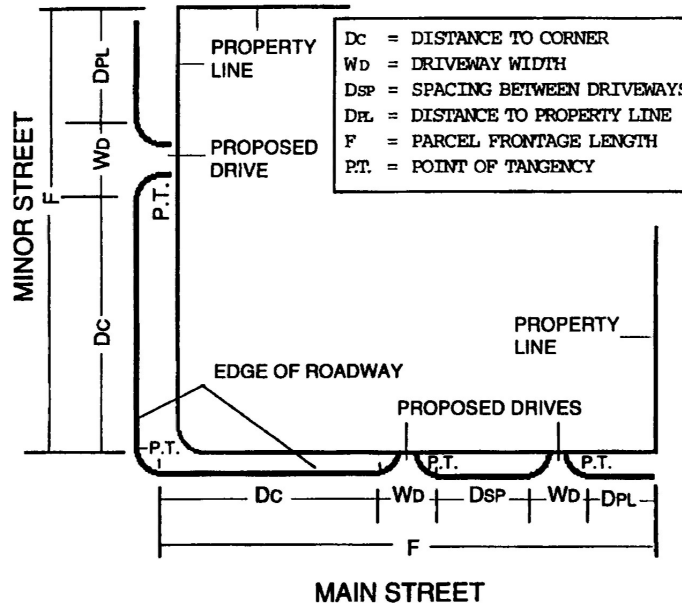 DC = DISTANCE TO CORNER
WD = DRIVEWAY WIDTH
DSP = SPACING BETWEEN DRIVEWAYS
DPL = DISTANCE TO PROPERTY LINE
F = PARCEL FRONTAGE LENGTH
P.T. = POINT OF TANGENCY
PROPERTY
LINE
PROPOSED
DRIVE
DPL
WD
F
DC
MINOR STREET
P.T.
PROPERTY
LINE
EDGE OF ROADWAY
PROPOSED DRIVES
P.T.
P.T.
P.T.
DC
WD
DSP
WD
DPL
F
MAIN STREET